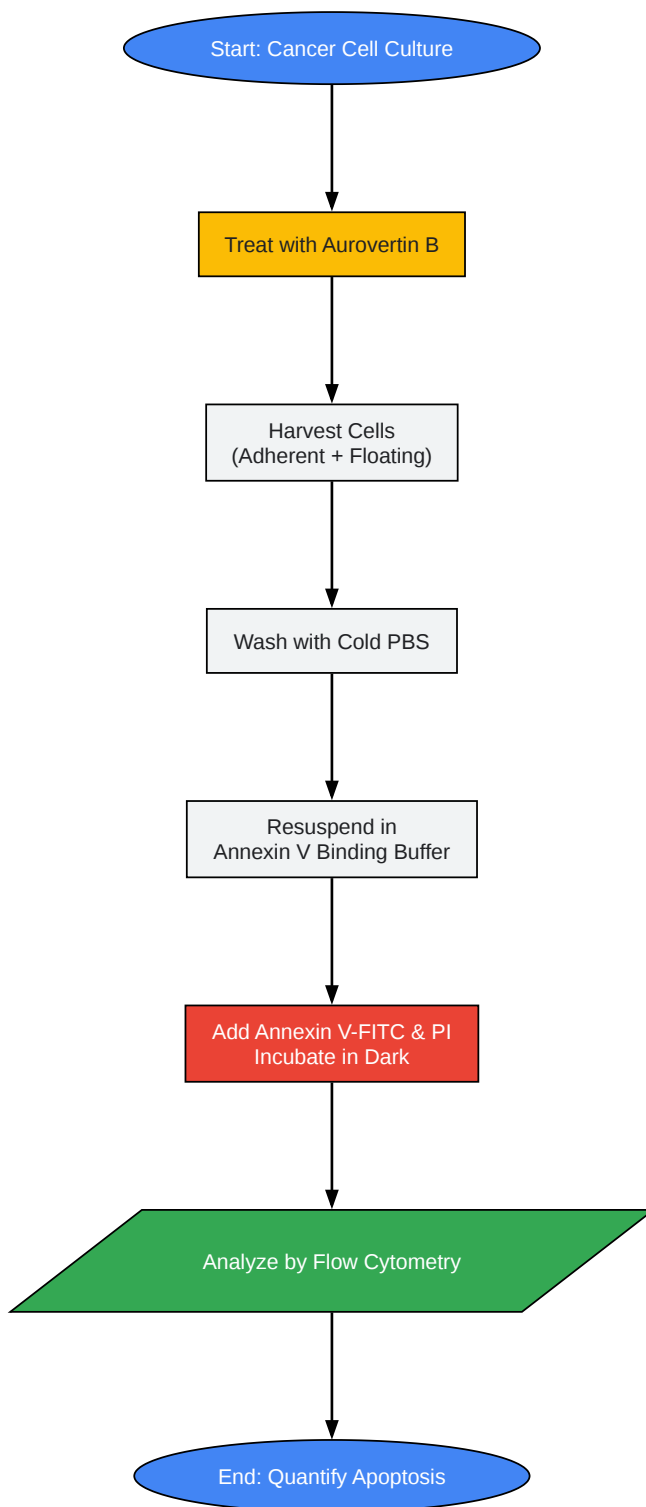 Start: Cancer Cell Culture
Treat with Aurovertin B
Harvest Cells
(Adherent + Floating)
Wash with Cold PBS
Resuspend in
Annexin V Binding Buffer
Add Annexin V-FITC & PI
Incubate in Dark
Analyze by Flow Cytometry
End: Quantify Apoptosis